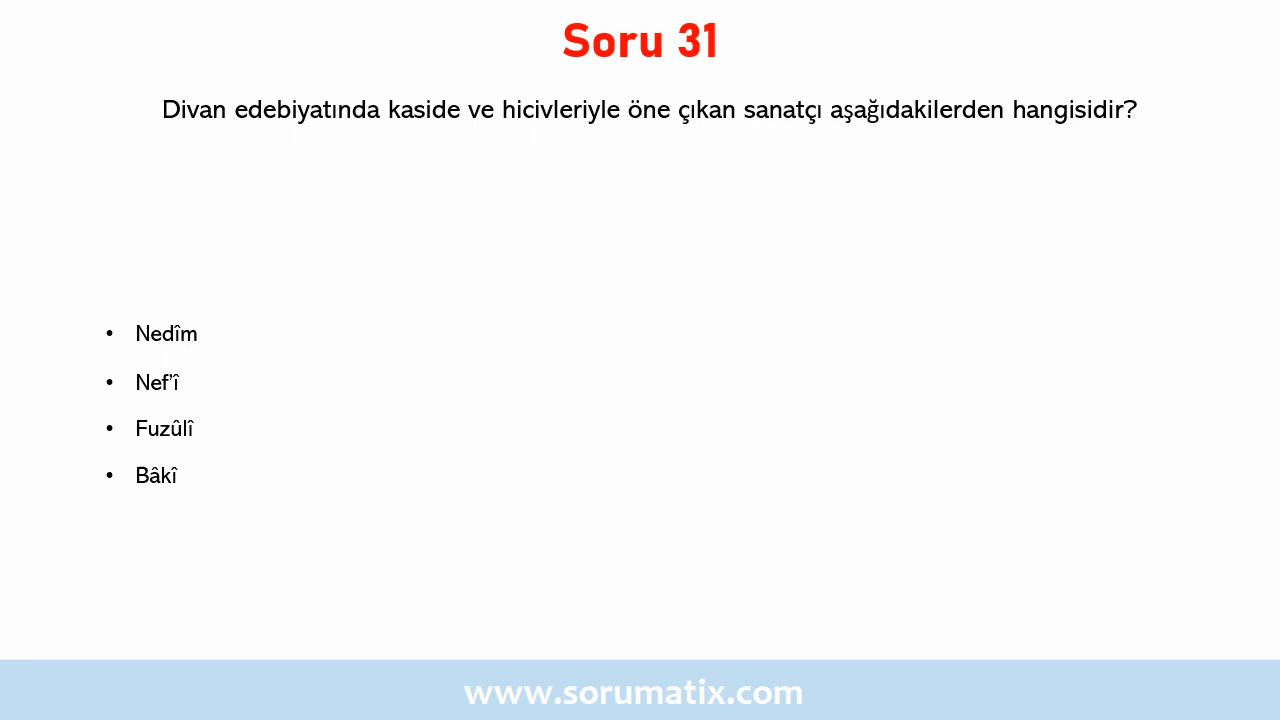 Soru 31
Divan edebiyatında kaside ve hicivleriyle öne çıkan sanatçı aşağıdakilerden hangisidir?
• Nedîm
• Nef'î
• Fuzûlî
• Bâkî
www.sorumatix.com